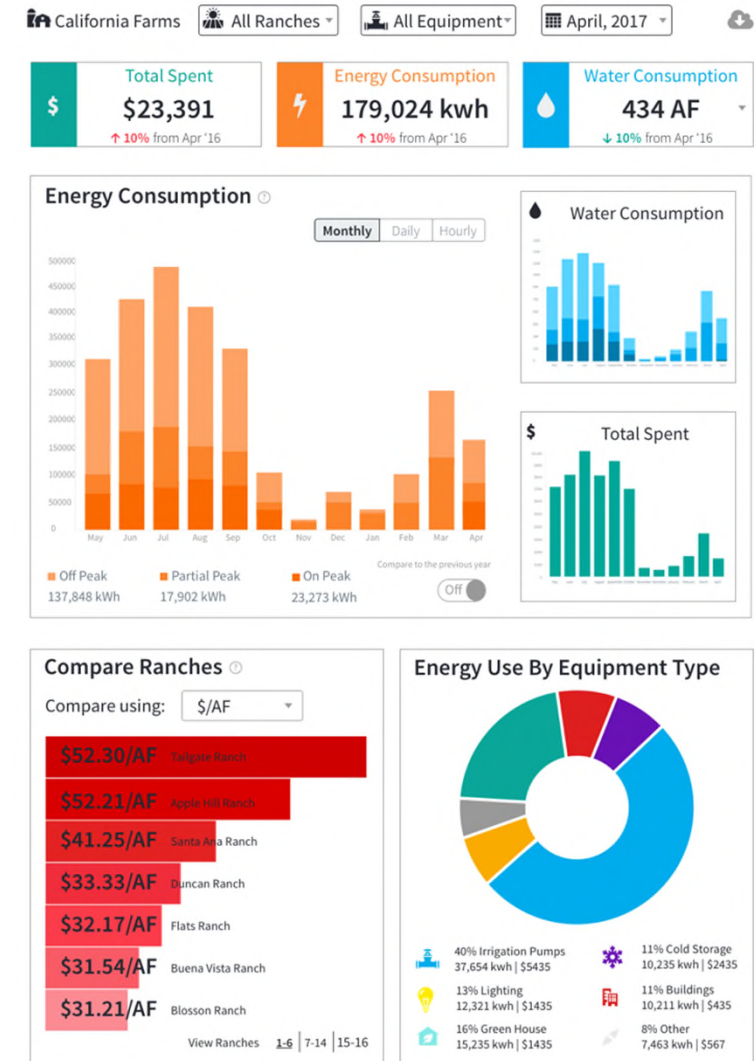 California Farms All Ranches All Equipment April, 2017
Total Spent
$ $23,391
↑ 10% from Apr '16
Energy Consumption
179,024 kwh
↑ 10% from Apr '16
Water Consumption
434 AF
↓ 10% from Apr '16
Energy Consumption ?
Monthly Daily Hourly
500000
450000
400000
350000
300000
250000
200000
150000
100000
50000
0
May Jun Jul Aug Sep Oct Nov Dec Jan Feb Mar Apr
Off Peak
137,848 kWh
Partial Peak
17,902 kWh
On Peak
23,273 kWh
Compare to the previous year
Off
Water Consumption
$ Total Spent
Compare Ranches ?
Compare using: $/AF
$52.30/AF Tailgate Ranch
$52.21/AF Apple Hill Ranch
$41.25/AF Santa Ana Ranch
$33.33/AF Duncan Ranch
$32.17/AF Flats Ranch
$31.54/AF Buena Vista Ranch
$31.21/AF Blosson Ranch
View Ranches 1-6 | 7-14 | 15-16
Energy Use By Equipment Type
40% Irrigation Pumps
37,654 kwh | $5435
13% Lighting
12,321 kwh | $1435
16% Green House
15,235 kwh | $1435
11% Cold Storage
10,235 kwh | $2435
11% Buildings
10,211 kwh | $435
8% Other
7,463 kwh | $567